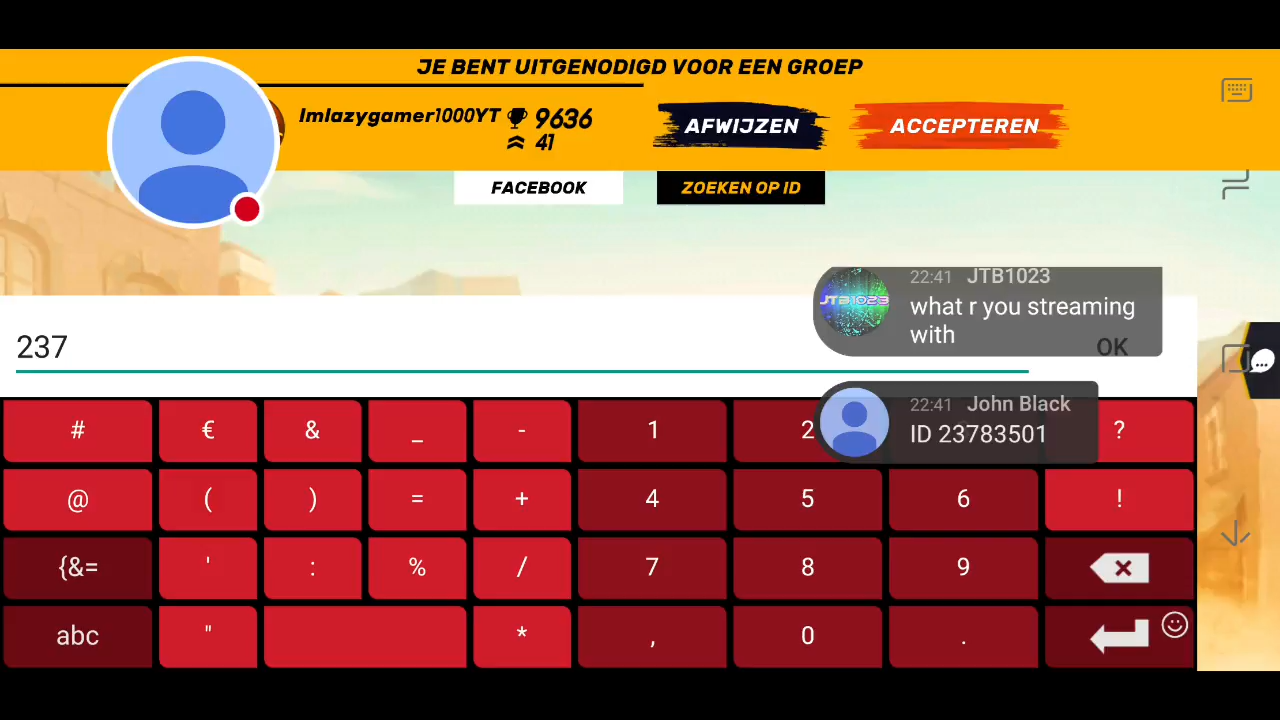 JE BENT UITGENODIGD VOOR EEN GROEP
Imlazygamer1000YT 9636
41
AFWIJZEN
ACCEPTEREN
FACEBOOK
ZOEKEN OP ID
22:41 JTB1023
what r you streaming
with
JTB1023
237
OK
22:41 John Black
ID 23783501
# € & _ - 1 2 ?
@ ( ) = + 4 5 6 !
{&= ' : % / 7 8 9
abc " * , 0 .